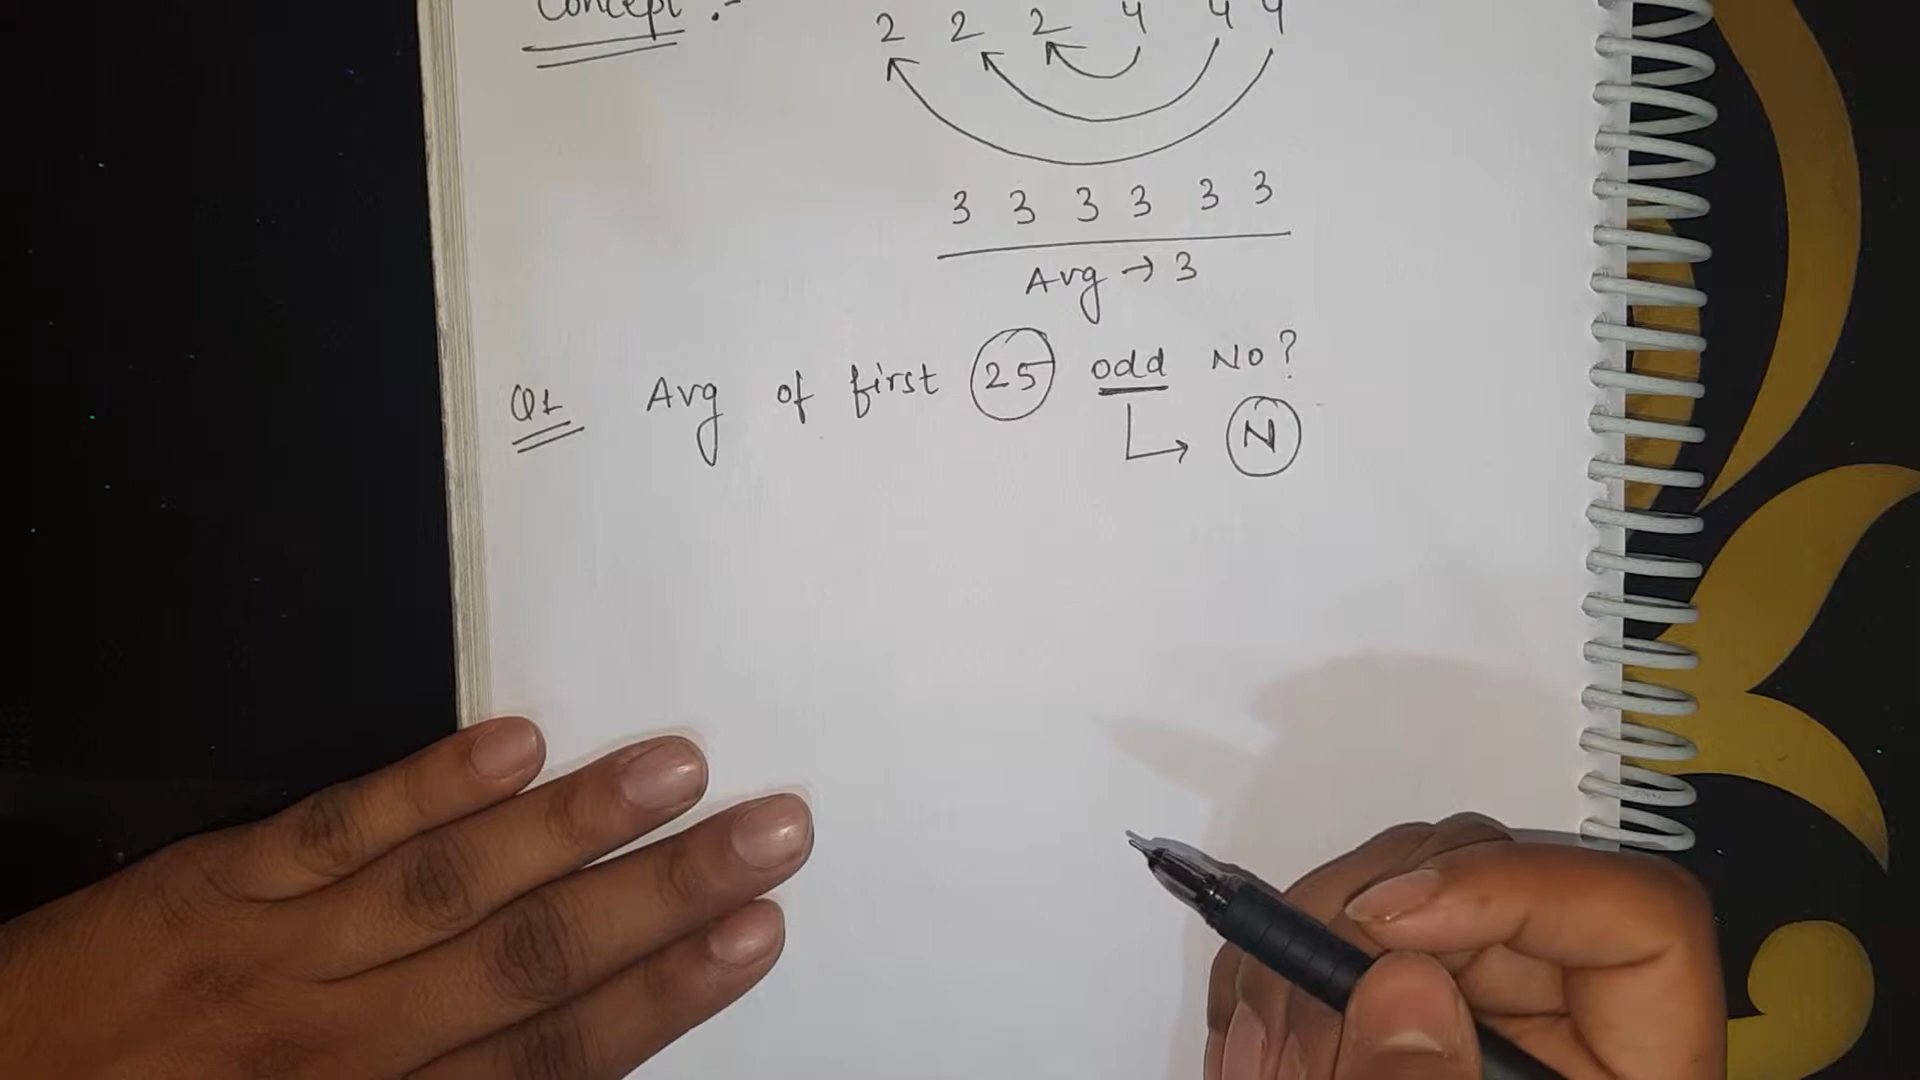 Concept :-
2 2 2 4 4 4
3 3 3 3 3 3
Avg → 3
Q1 Avg of first 25 odd No?
N